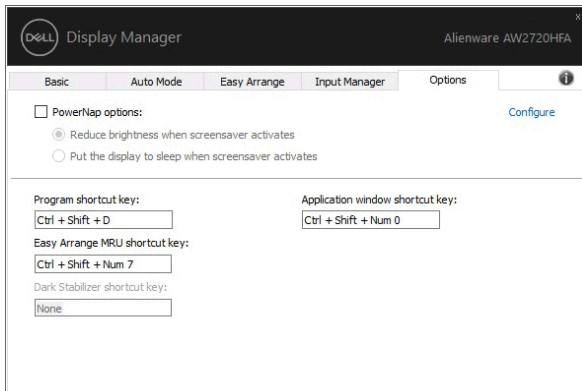 DELL Display Manager
Alienware AW2720HFA
Basic Auto Mode Easy Arrange Input Manager Options
PowerNap options:
Configure
Reduce brightness when screensaver activates
Put the display to sleep when screensaver activates
Program shortcut key:
Application window shortcut key:
Ctrl + Shift + D
Ctrl + Shift + Num 0
Easy Arrange MRU shortcut key:
Ctrl + Shift + Num 7
Dark Stabilizer shortcut key:
None